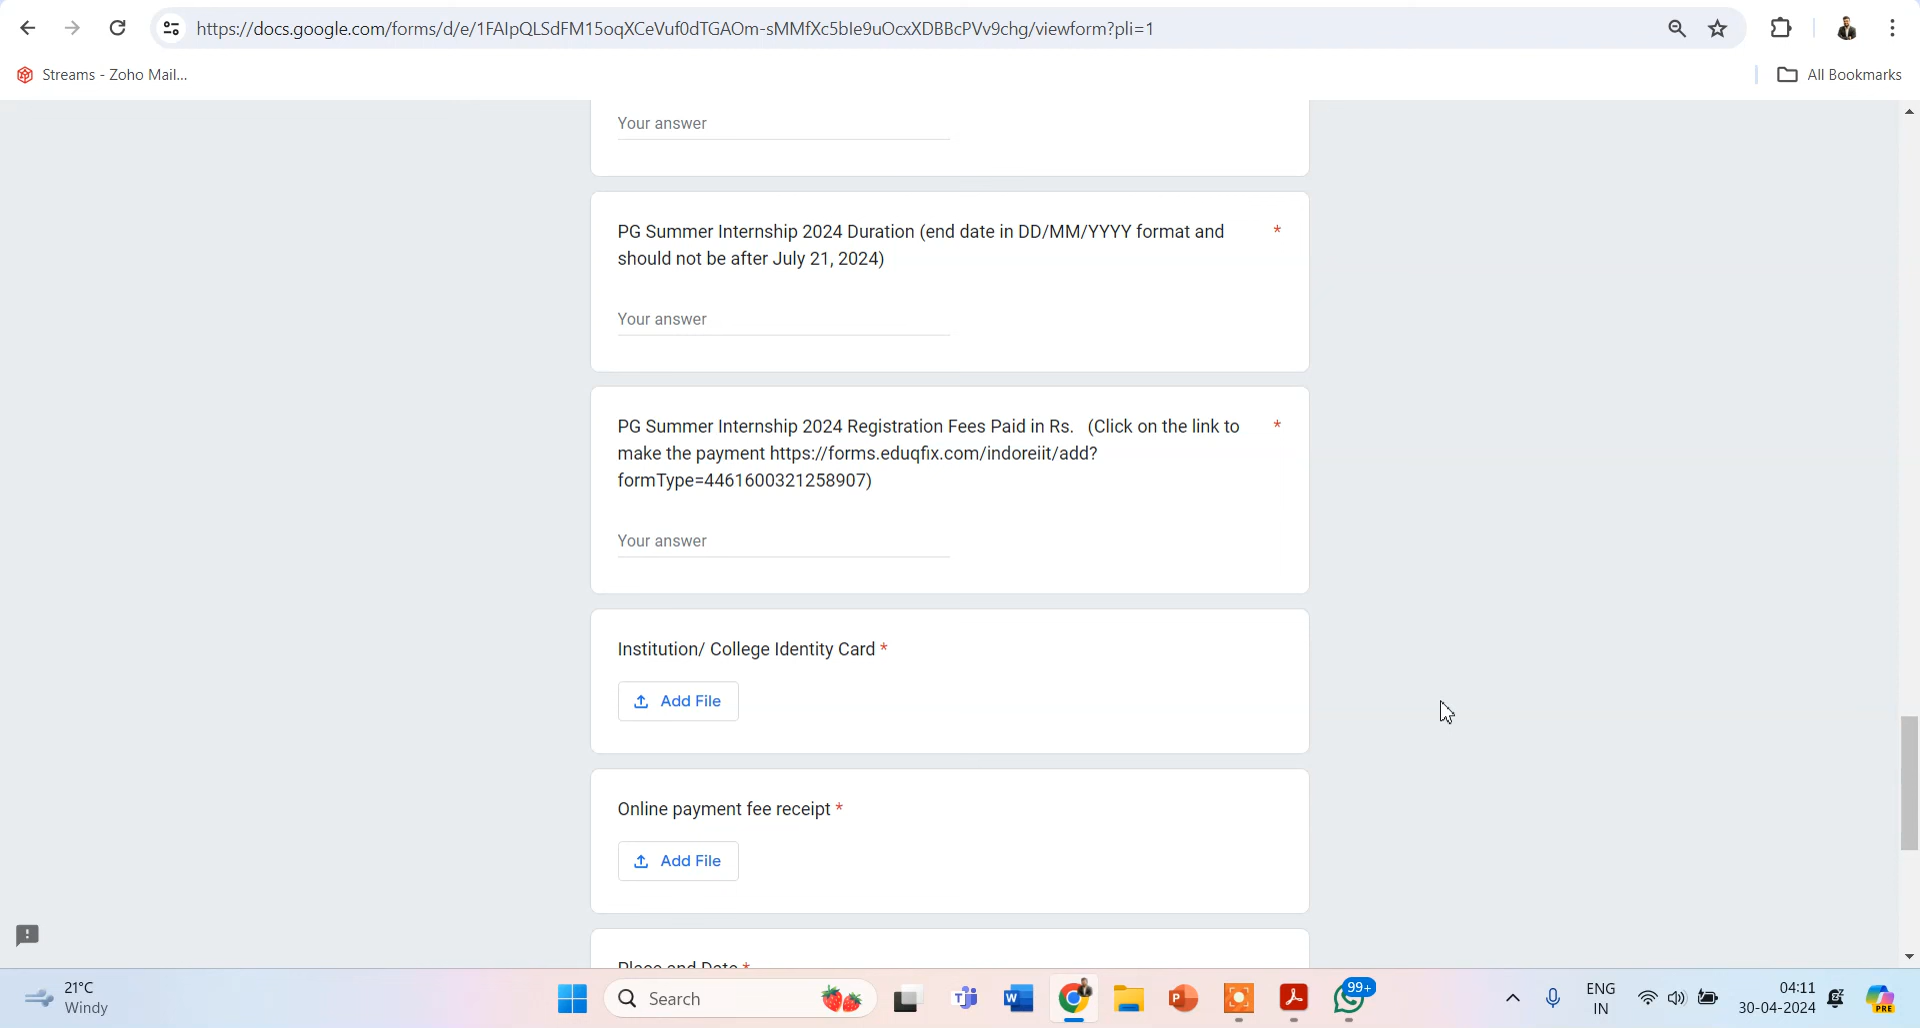 https://docs.google.com/forms/d/e/1FAIpQLSdFM15oqXCeVuf0dTGAOm-sMMfXc5ble9uOcxXDBBcPVv9chg/viewform?pli=1
Streams - Zoho Mail...
All Bookmarks
Your answer
PG Summer Internship 2024 Duration (end date in DD/MM/YYYY format and *
should not be after July 21, 2024)
Your answer
PG Summer Internship 2024 Registration Fees Paid in Rs. (Click on the link to *
make the payment https://forms.eduqfix.com/indoreiit/add?
formType=4461600321258907)
Your answer
Institution/ College Identity Card *
Add File
Online payment fee receipt *
Add File
Place and Date *
21°C
Windy
Search
99+
ENG
IN
04:11
30-04-2024
PRE